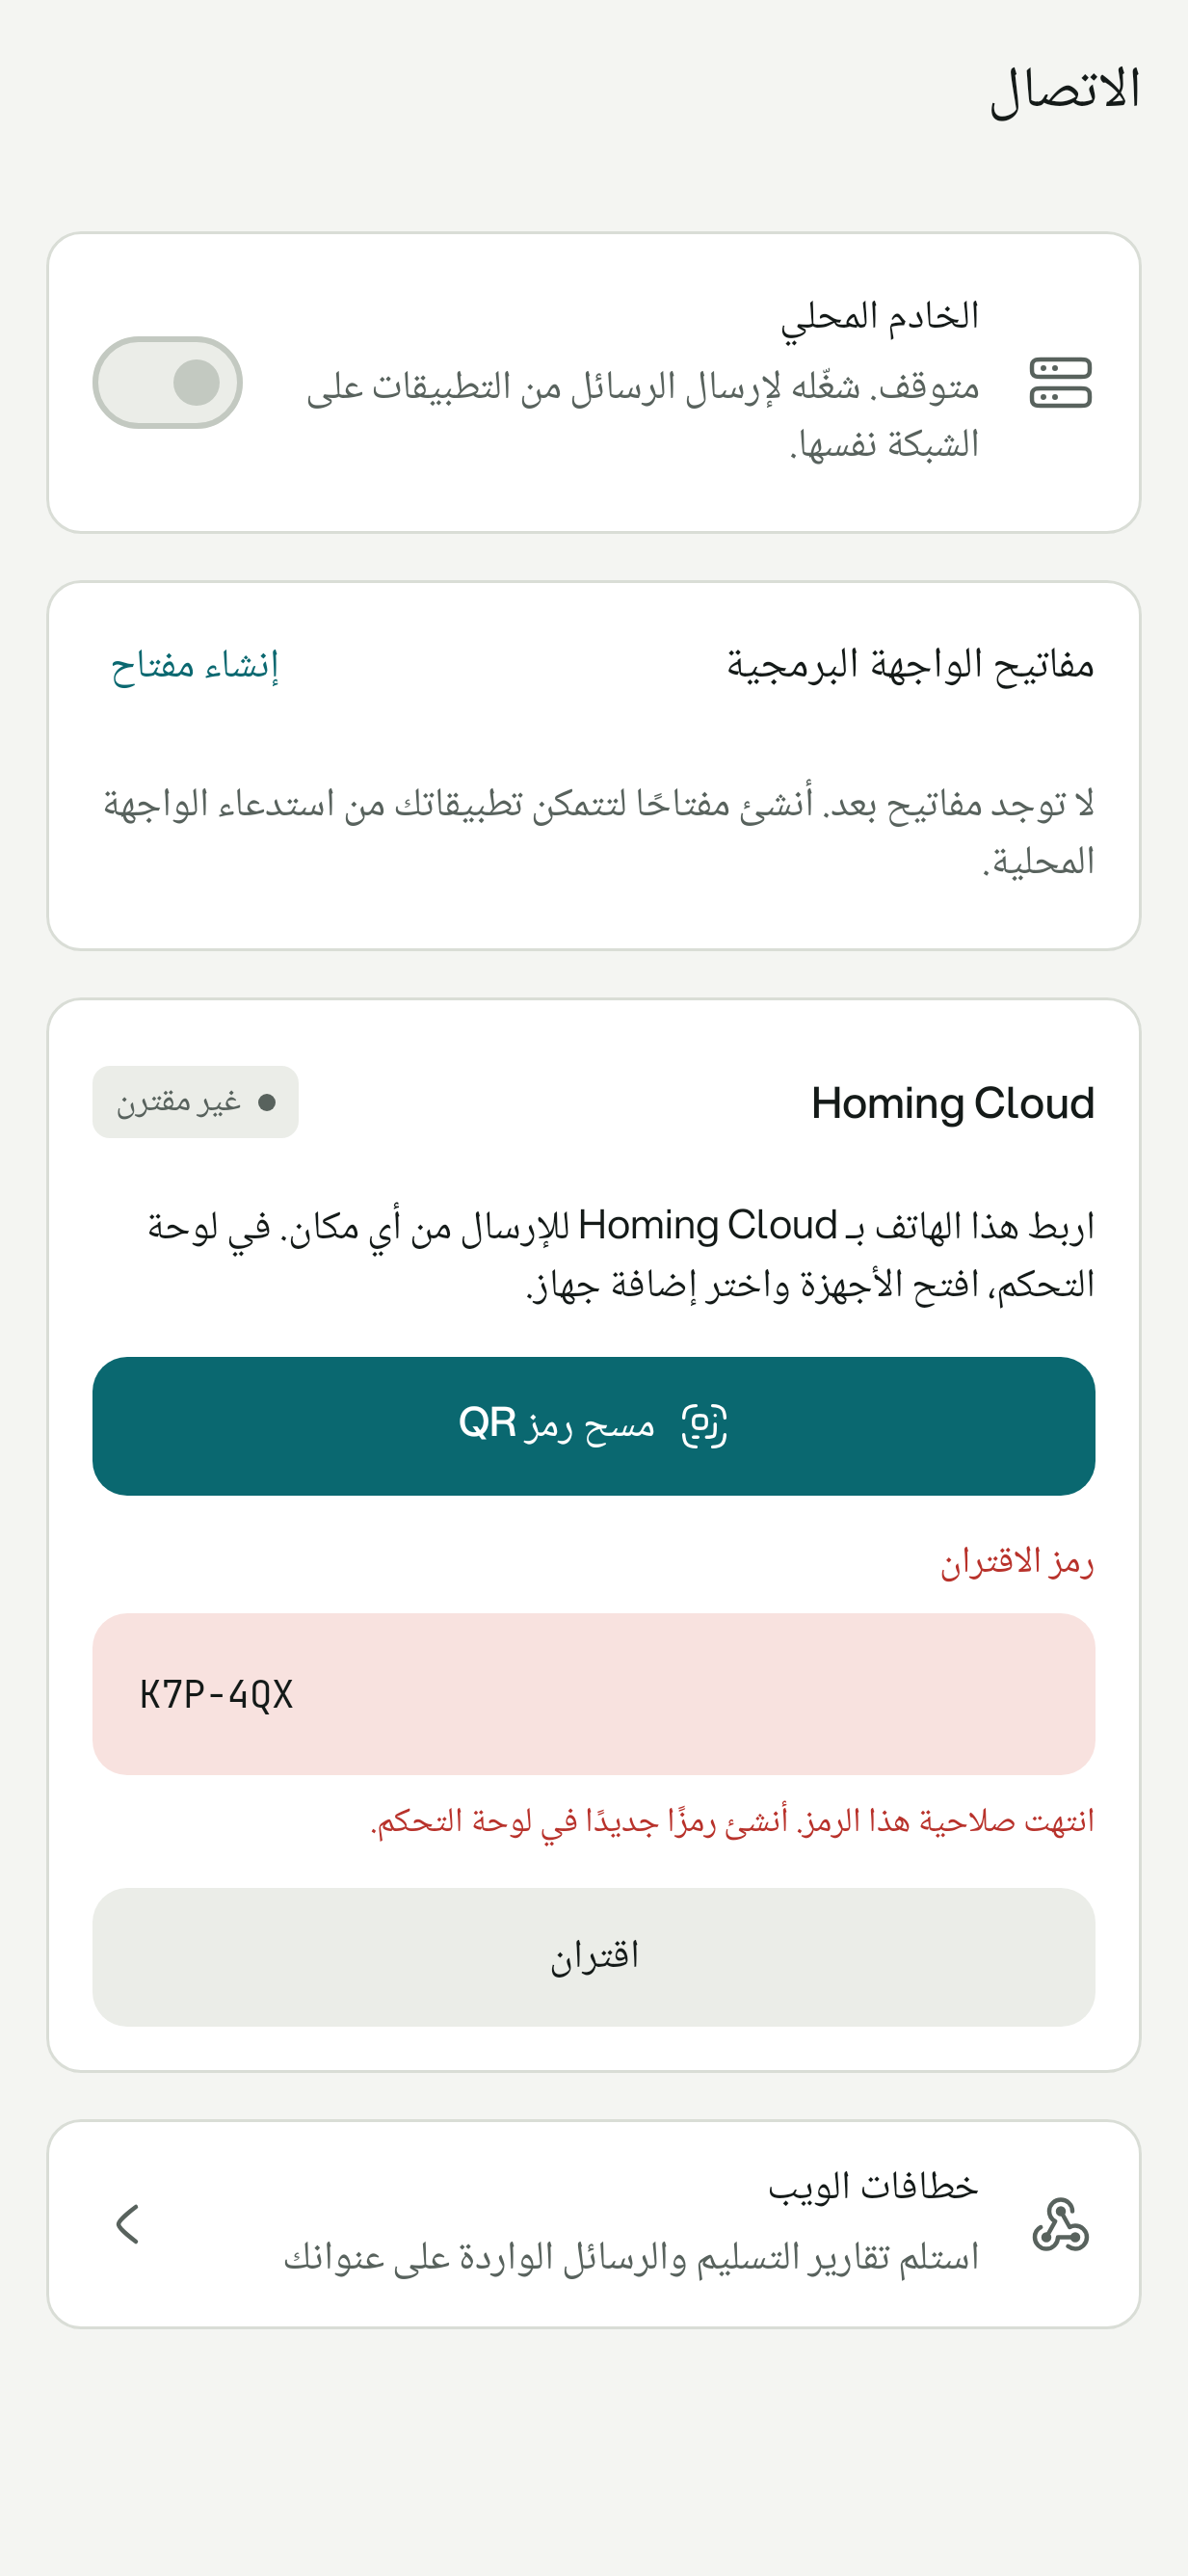 الاتصال
الخادم المحلي
متوقف. شغّله لإرسال الرسائل من التطبيقات على
الشبكة نفسها.
مفاتيح الواجهة البرمجية
إنشاء مفتاح
لا توجد مفاتيح بعد. أنشئ مفتاحًا لتتمكن تطبيقاتك من استدعاء الواجهة
المحلية.
Homing Cloud
غير مقترن
اربط هذا الهاتف بـ Homing Cloud للإرسال من أي مكان. في لوحة
التحكم، افتح الأجهزة واختر إضافة جهاز.
مسح رمز QR
رمز الاقتران
K7P-4QX
انتهت صلاحية هذا الرمز. أنشئ رمزًا جديدًا في لوحة التحكم.
اقتران
خطافات الويب
استلم تقارير التسليم والرسائل الواردة على عنوانك